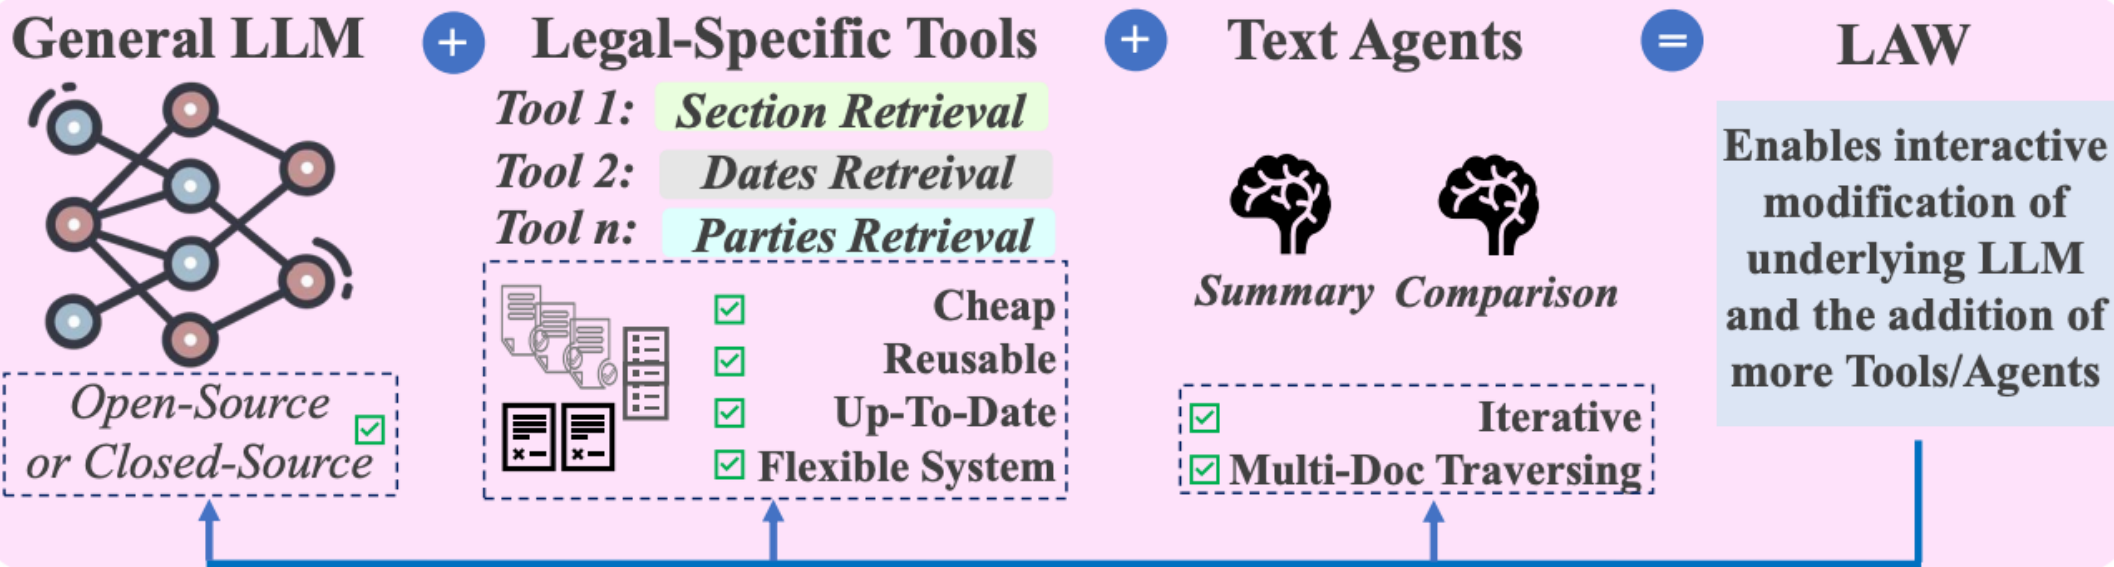 General LLM
+
Legal-Specific Tools
+
Text Agents
=
LAW
Open-Source
or Closed-Source
Tool 1: Section Retrieval
Tool 2: Dates Retreival
Tool n: Parties Retrieval
Cheap
Reusable
Up-To-Date
Flexible System
Summary
Comparison
Iterative
Multi-Doc Traversing
Enables interactive
modification of
underlying LLM
and the addition of
more Tools/Agents